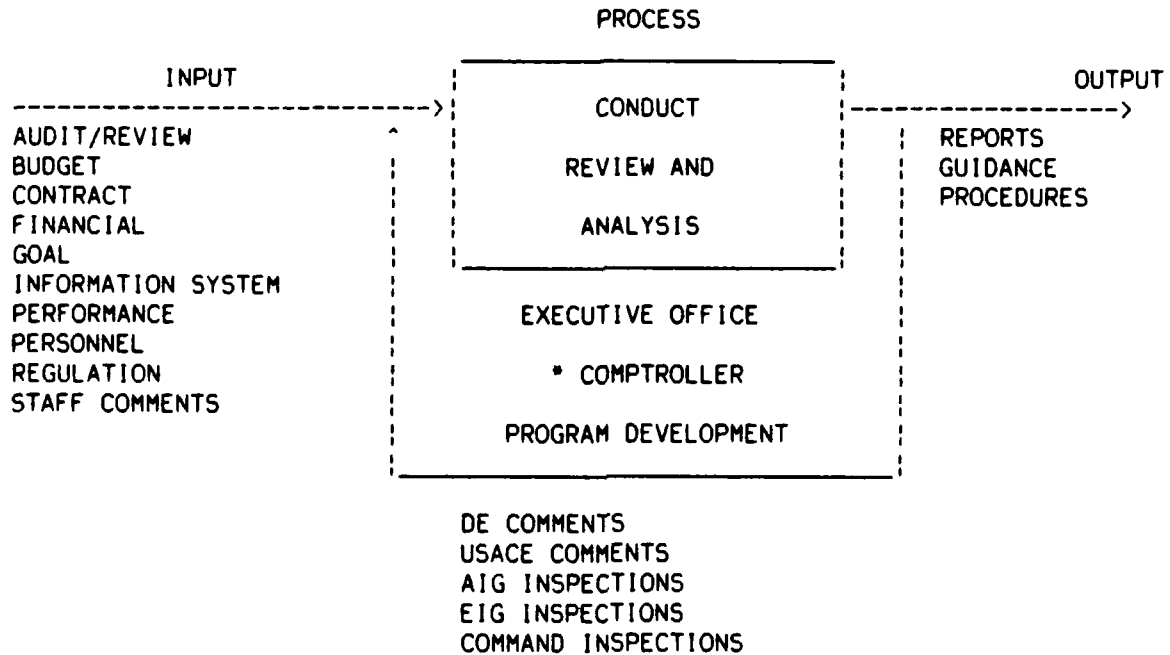 PROCESS
INPUT
OUTPUT
CONDUCT
REVIEW AND
ANALYSIS
AUDIT/REVIEW
BUDGET
CONTRACT
FINANCIAL
GOAL
INFORMATION SYSTEM
PERFORMANCE
PERSONNEL
REGULATION
STAFF COMMENTS
REPORTS
GUIDANCE
PROCEDURES
EXECUTIVE OFFICE
* COMPTROLLER
PROGRAM DEVELOPMENT
DE COMMENTS
USACE COMMENTS
AIG INSPECTIONS
EIG INSPECTIONS
COMMAND INSPECTIONS